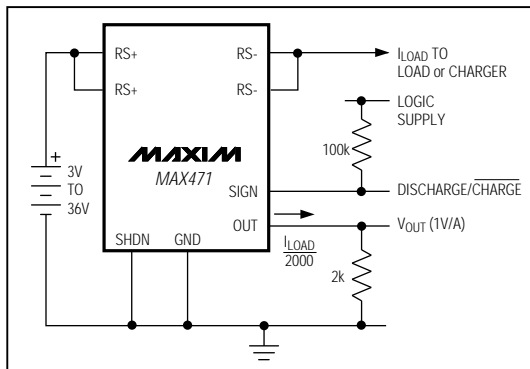 RS+
RS-
I_LOAD TO
LOAD or CHARGER
RS+
RS-
LOGIC
SUPPLY
+
3V
TO
36V
MAXIM
MAX471
100k
SIGN
DISCHARGE/CHARGE
OUT
V_OUT (1V/A)
I_LOAD
2000
SHDN
GND
2k